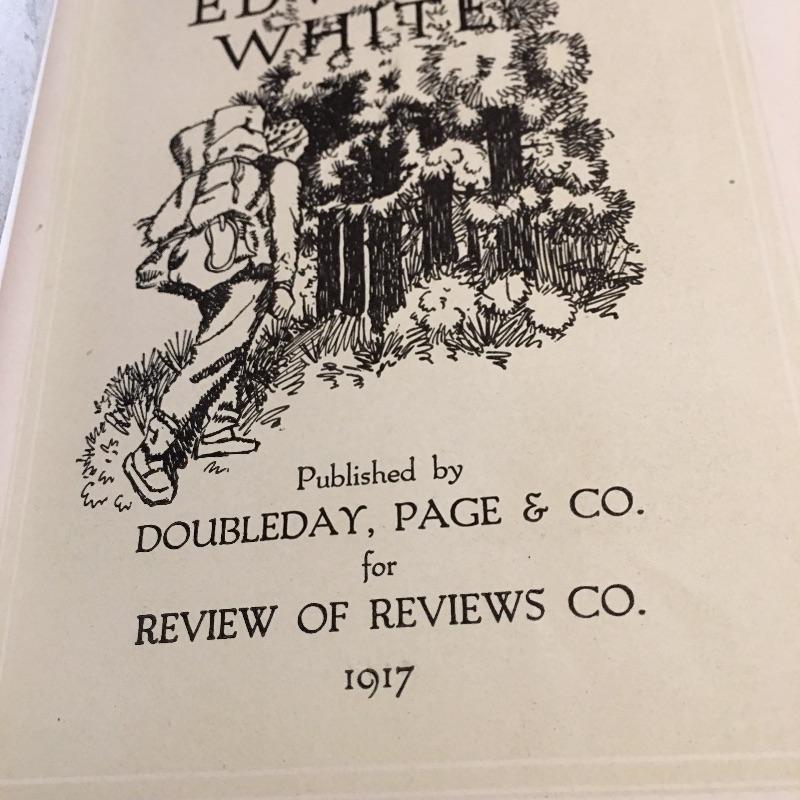 WHITE
Published by
DOUBLEDAY, PAGE & CO.
for
REVIEW OF REVIEWS CO.
1917